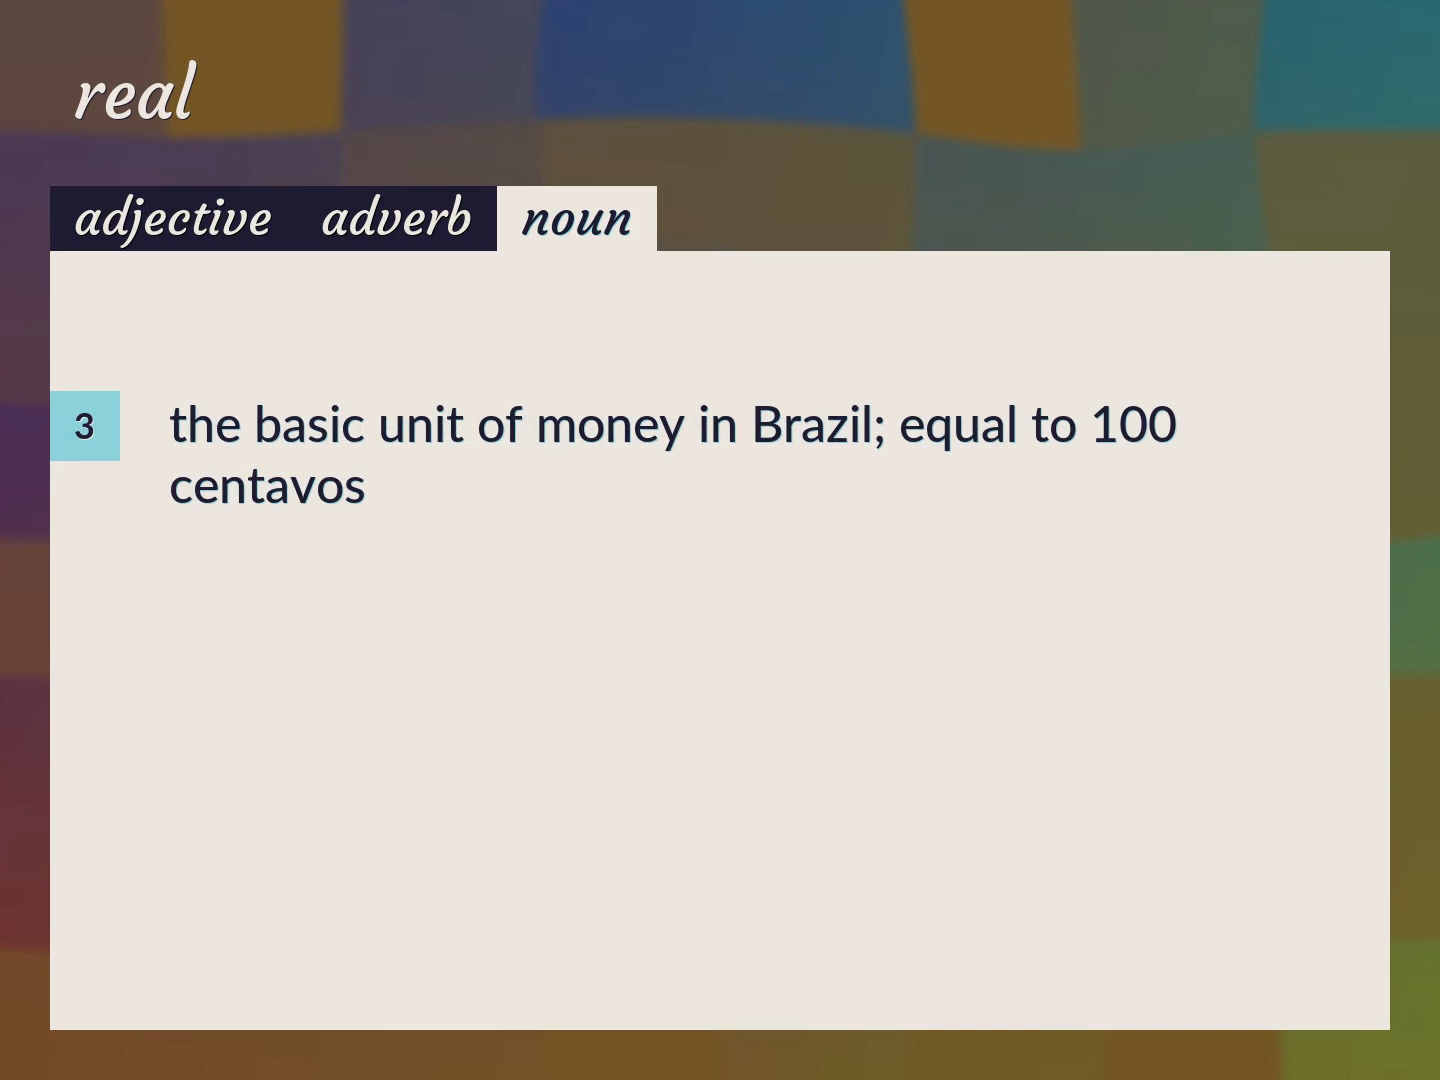 real
adjective adverb noun
3 the basic unit of money in Brazil; equal to 100
centavos